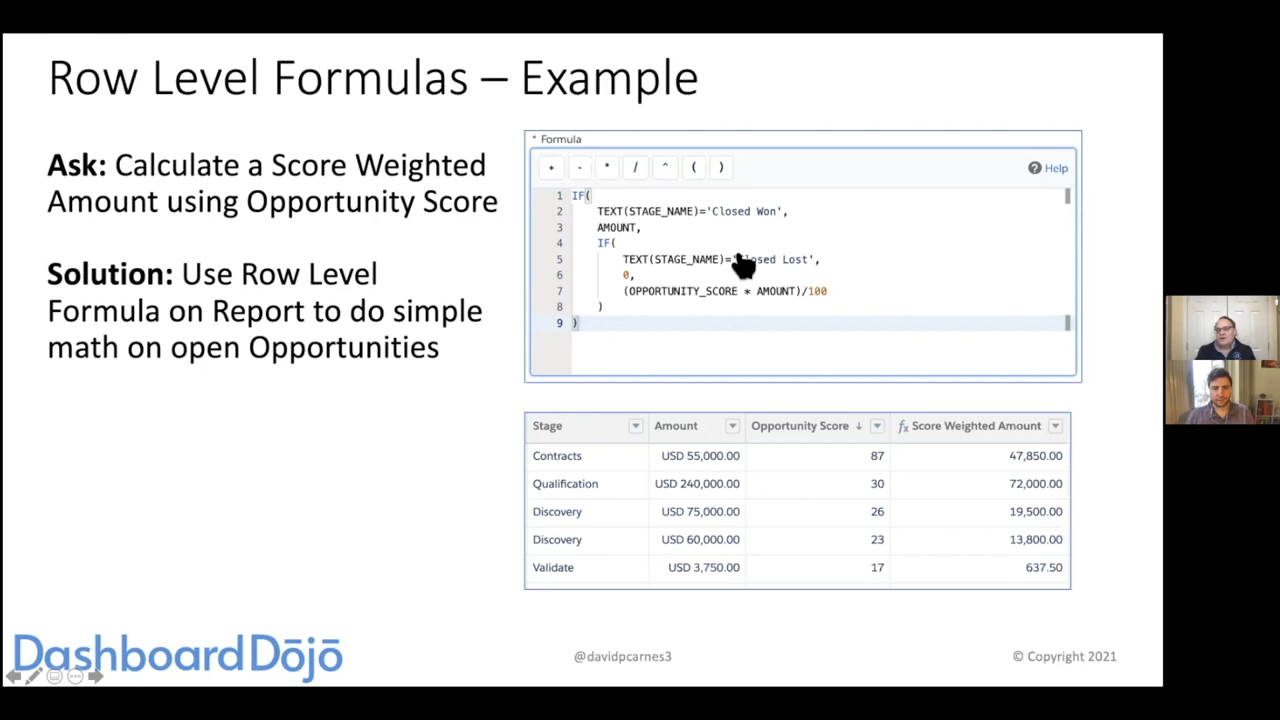 Row Level Formulas – Example
Ask: Calculate a Score Weighted
Amount using Opportunity Score
Solution: Use Row Level
Formula on Report to do simple
math on open Opportunities
* Formula
+ - * / ^ ( ) Help
1 IF(
2 TEXT(STAGE_NAME)='Closed Won',
3 AMOUNT,
4 IF(
5 TEXT(STAGE_NAME)= losed Lost',
6 0,
7 (OPPORTUNITY_SCORE * AMOUNT)/100
8 )
9 )
Stage Amount Opportunity Score ↓ fx Score Weighted Amount
Contracts USD 55,000.00 87 47,850.00
Qualification USD 240,000.00 30 72,000.00
Discovery USD 75,000.00 26 19,500.00
Discovery USD 60,000.00 23 13,800.00
Validate USD 3,750.00 17 637.50
DashboardDōjō
@davidpcarnes3
© Copyright 2021